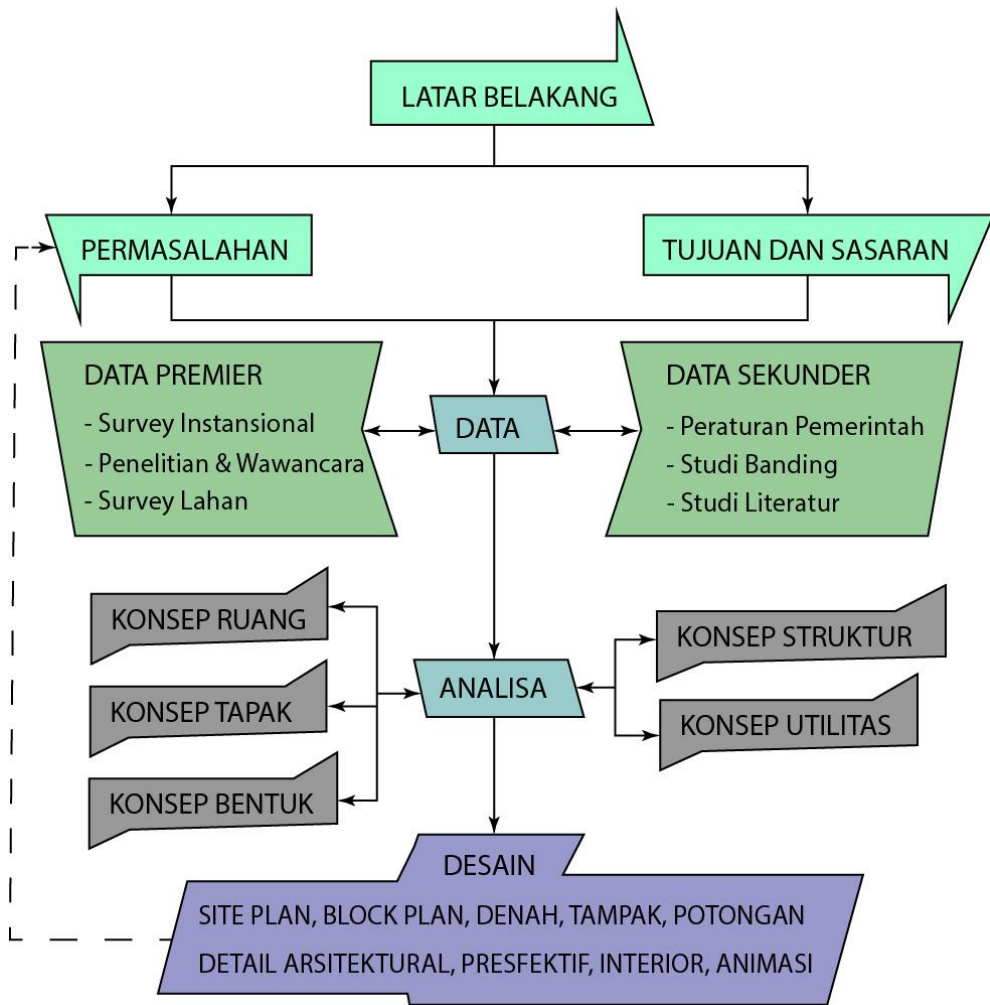 LATAR BELAKANG
PERMASALAHAN
TUJUAN DAN SASARAN
DATA PREMIER
- Survey Instansional
- Penelitian & Wawancara
- Survey Lahan
DATA
DATA SEKUNDER
- Peraturan Pemerintah
- Studi Banding
- Studi Literatur
KONSEP RUANG
KONSEP TAPAK
KONSEP BENTUK
ANALISA
KONSEP STRUKTUR
KONSEP UTILITAS
DESAIN
SITE PLAN, BLOCK PLAN, DENAH, TAMPAK, POTONGAN
DETAIL ARSITEKTURAL, PRESFEKTIF, INTERIOR, ANIMASI